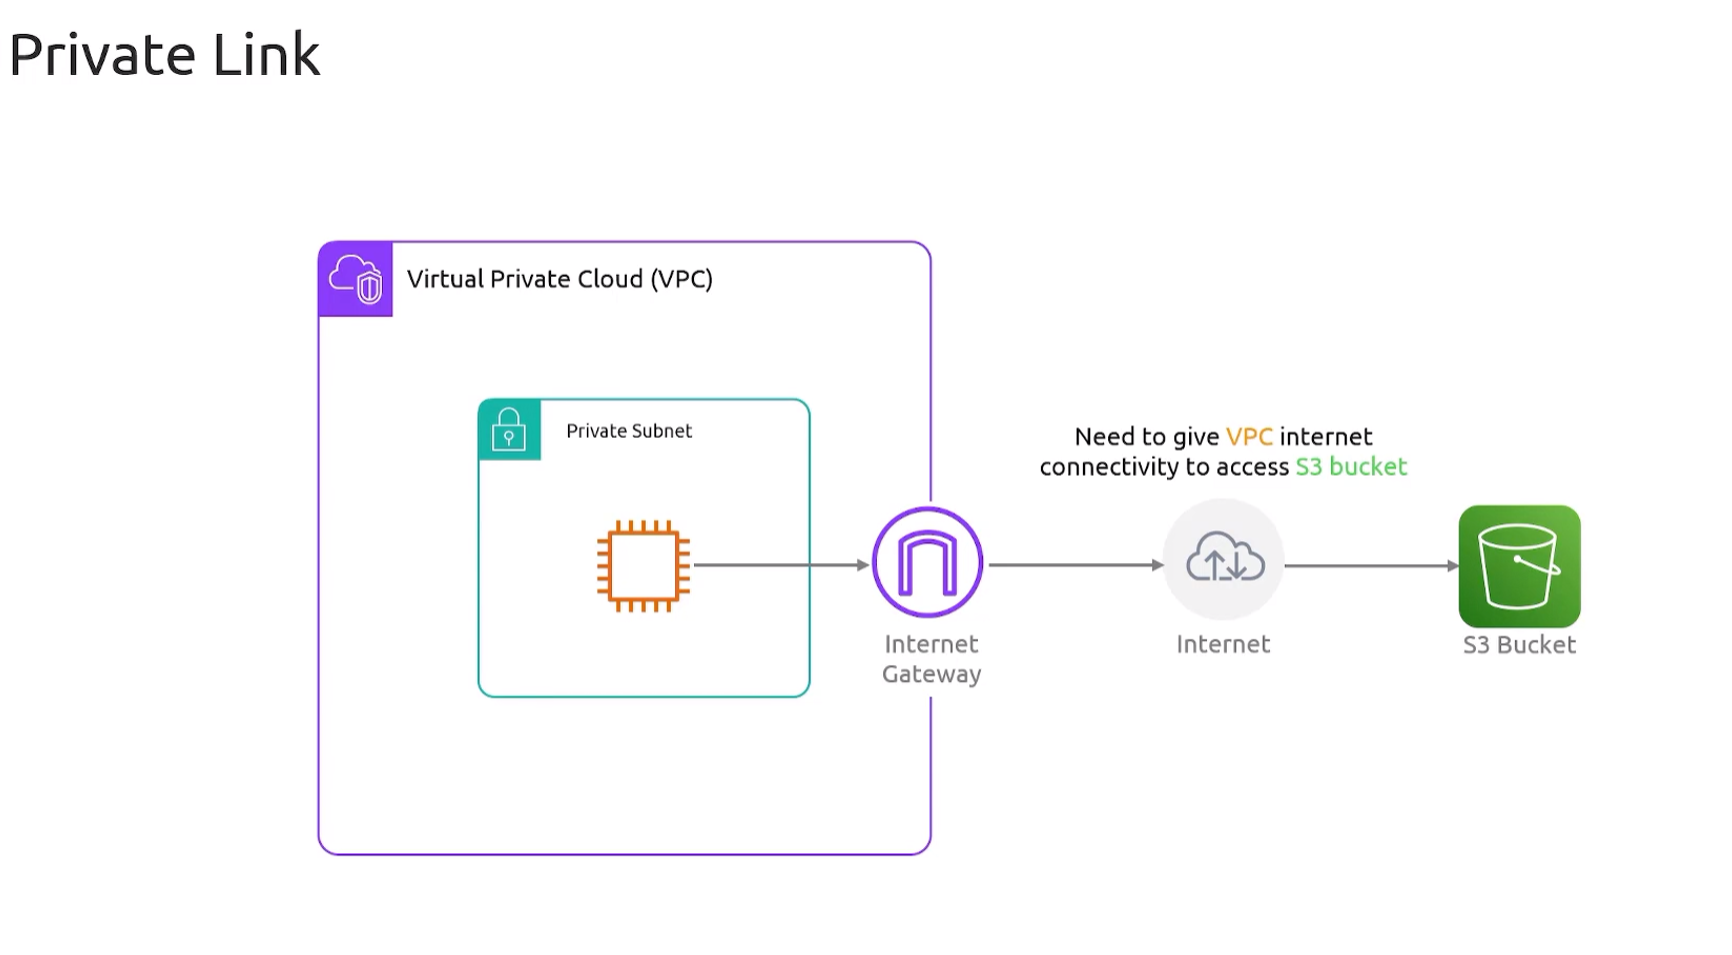 Private Link
Virtual Private Cloud (VPC)
Private Subnet
Need to give VPC internet
connectivity to access S3 bucket
Internet
Gateway
Internet
S3 Bucket